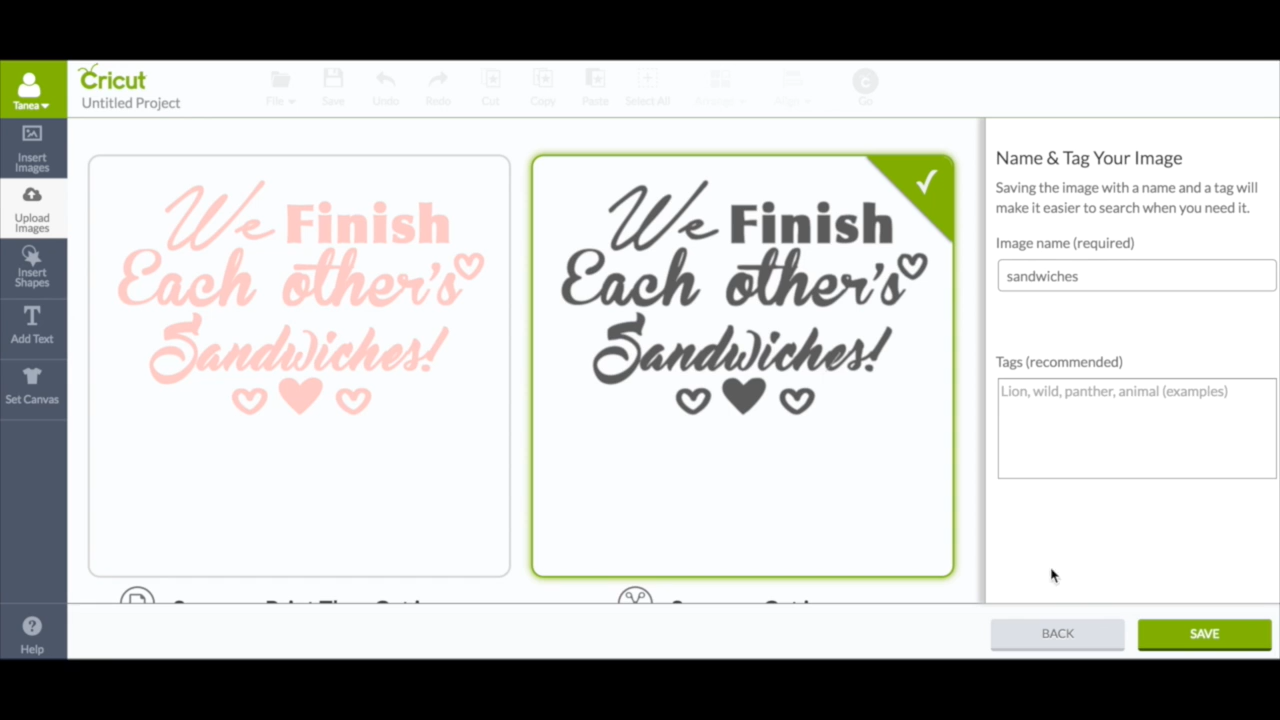 Tanea
Cricut
Untitled Project
File
Save
Undo
Redo
Cut
Copy
Paste
Select All
Arrange
Align
C
Go
Insert
Images
Upload
Images
Insert
Shapes
T
Add Text
Set Canvas
?
Help
We Finish
Each other's
Sandwiches!
We Finish
Each other's
Sandwiches!
Name & Tag Your Image
Saving the image with a name and a tag will
make it easier to search when you need it.
Image name (required)
sandwiches
Tags (recommended)
Lion, wild, panther, animal (examples)
BACK
SAVE